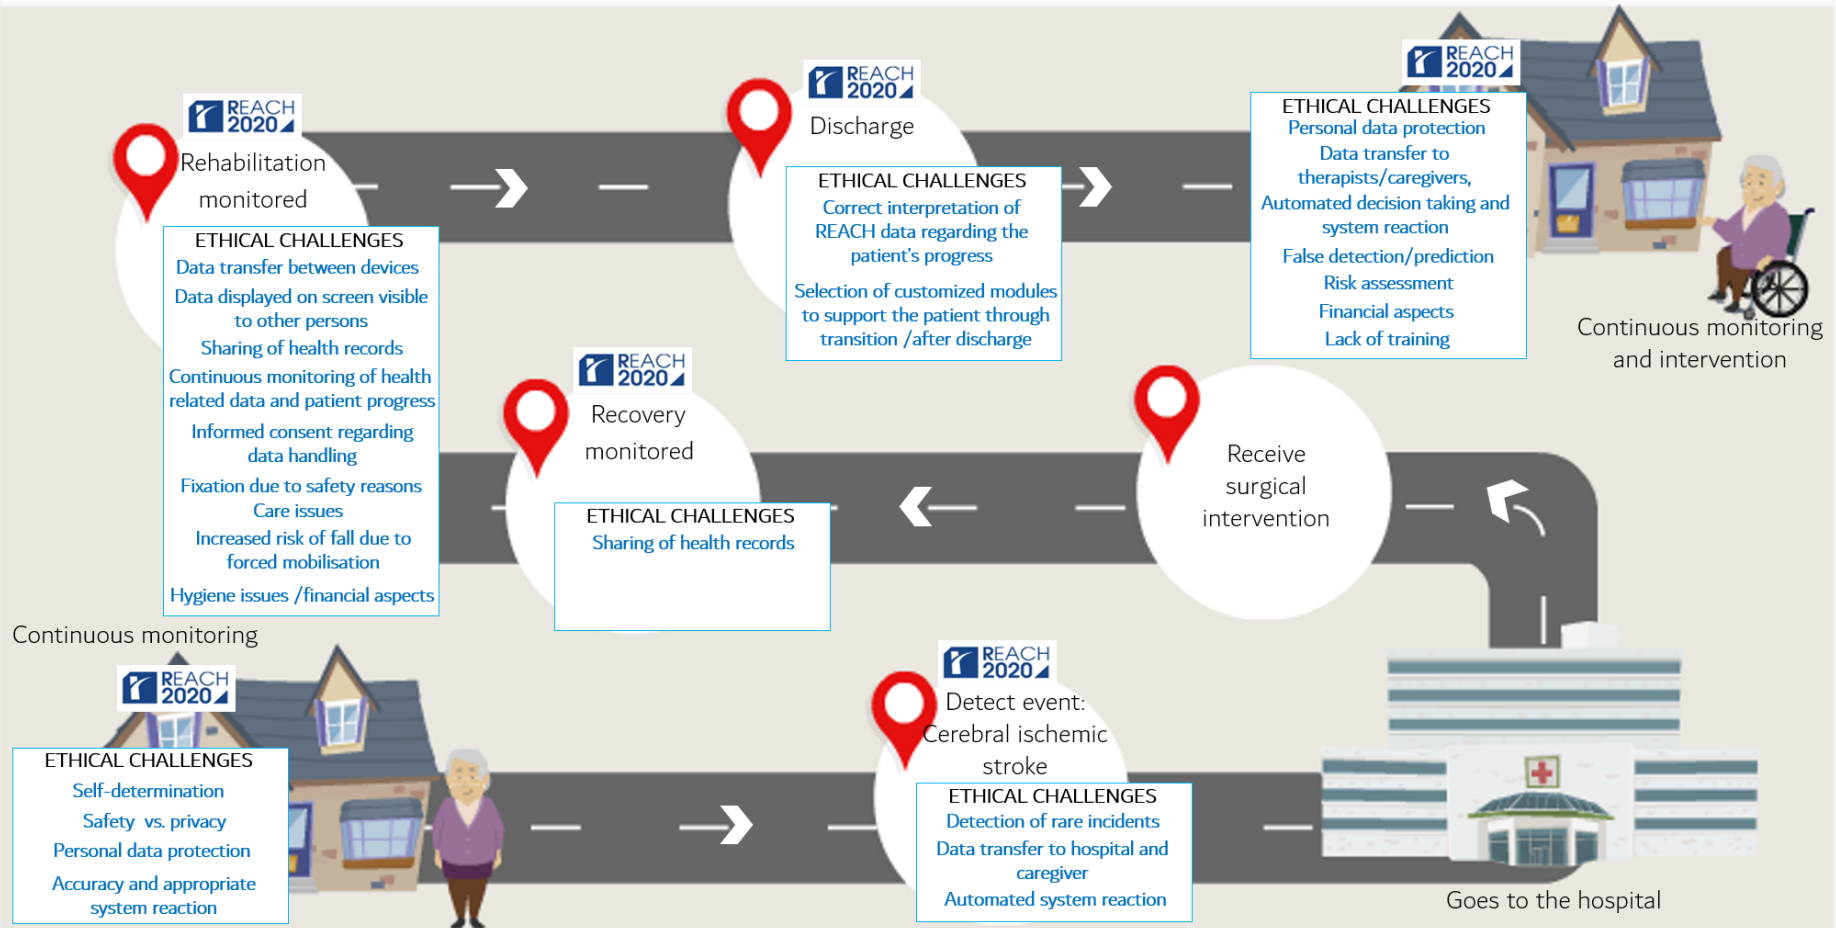 REACH
2020
Rehabilitation
monitored
ETHICAL CHALLENGES
Data transfer between devices
Data displayed on screen visible
to other persons
Sharing of health records
Continuous monitoring of health
related data and patient progress
Informed consent regarding
data handling
Fixation due to safety reasons
Care issues
Increased risk of fall due to
forced mobilisation
Hygiene issues /financial aspects
REACH
2020
Discharge
ETHICAL CHALLENGES
Correct interpretation of
REACH data regarding the
patient's progress
Selection of customized modules
to support the patient through
transition /after discharge
REACH
2020
ETHICAL CHALLENGES
Personal data protection
Data transfer to
therapists/caregivers,
Automated decision taking and
system reaction
False detection/prediction
Risk assessment
Financial aspects
Lack of training
Continuous monitoring
and intervention
REACH
2020
Recovery
monitored
ETHICAL CHALLENGES
Sharing of health records
Receive
surgical
intervention
Continuous monitoring
REACH
2020
ETHICAL CHALLENGES
Self-determination
Safety vs. privacy
Personal data protection
Accuracy and appropriate
system reaction
REACH
2020
Detect event:
Cerebral ischemic
stroke
ETHICAL CHALLENGES
Detection of rare incidents
Data transfer to hospital and
caregiver
Automated system reaction
Goes to the hospital